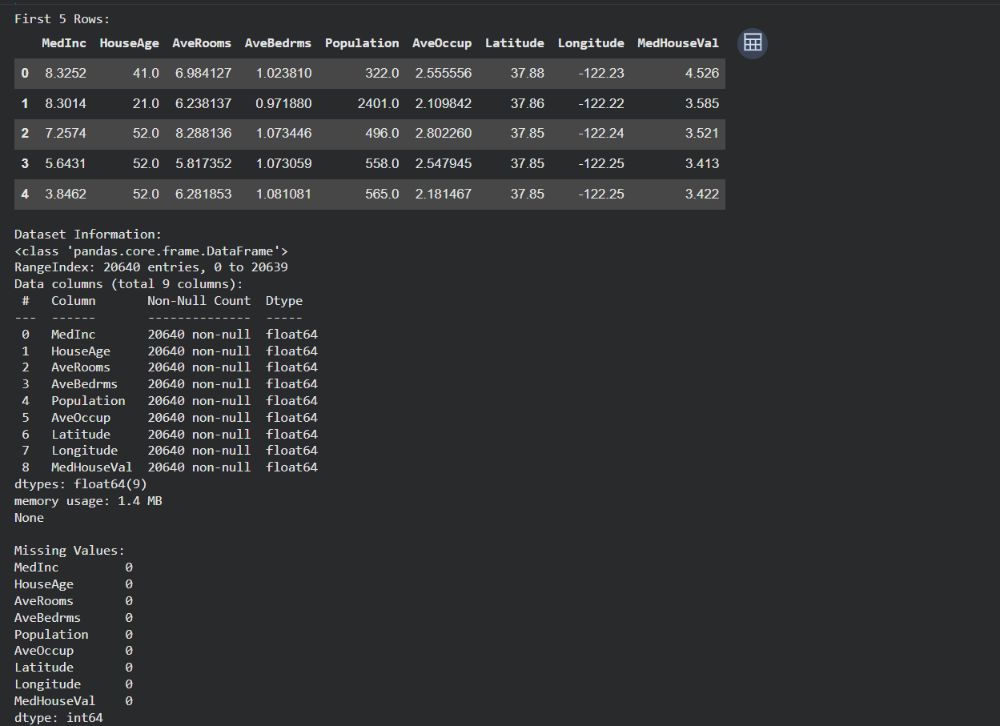 First 5 Rows:
MedInc HouseAge AveRooms AveBedrms Population AveOccup Latitude Longitude MedHouseVal
0 8.3252 41.0 6.984127 1.023810 322.0 2.555556 37.88 -122.23 4.526
1 8.3014 21.0 6.238137 0.971880 2401.0 2.109842 37.86 -122.22 3.585
2 7.2574 52.0 8.288136 1.073446 496.0 2.802260 37.85 -122.24 3.521
3 5.6431 52.0 5.817352 1.073059 558.0 2.547945 37.85 -122.25 3.413
4 3.8462 52.0 6.281853 1.081081 565.0 2.181467 37.85 -122.25 3.422
Dataset Information:
<class 'pandas.core.frame.DataFrame'>
RangeIndex: 20640 entries, 0 to 20639
Data columns (total 9 columns):
 #   Column       Non-Null Count  Dtype
---  ------       --------------  -----
 0   MedInc       20640 non-null  float64
 1   HouseAge     20640 non-null  float64
 2   AveRooms     20640 non-null  float64
 3   AveBedrms    20640 non-null  float64
 4   Population   20640 non-null  float64
 5   AveOccup     20640 non-null  float64
 6   Latitude     20640 non-null  float64
 7   Longitude    20640 non-null  float64
 8   MedHouseVal  20640 non-null  float64
dtypes: float64(9)
memory usage: 1.4 MB
None
Missing Values:
MedInc         0
HouseAge       0
AveRooms       0
AveBedrms      0
Population     0
AveOccup       0
Latitude       0
Longitude      0
MedHouseVal    0
dtype: int64